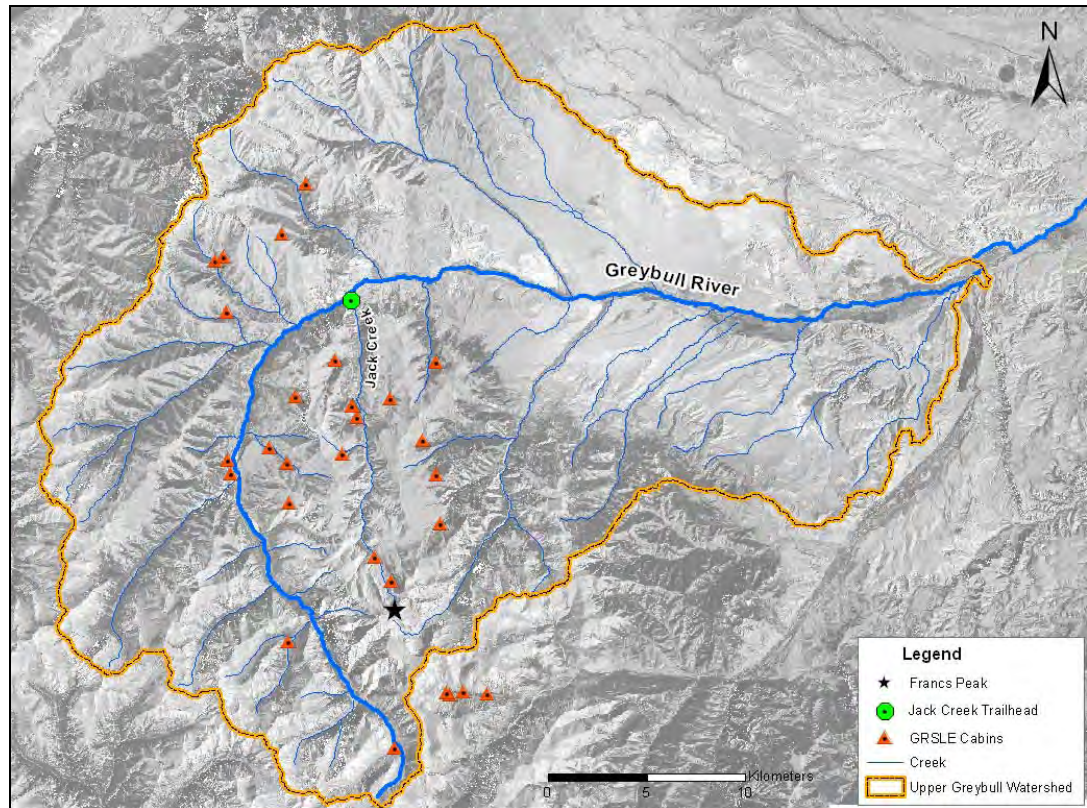 N
Greybull River
Jack Creek
Legend
Francs Peak
Jack Creek Trailhead
GRSLE Cabins
Creek
Upper Greybull Watershed
Kilometers
0 5 10